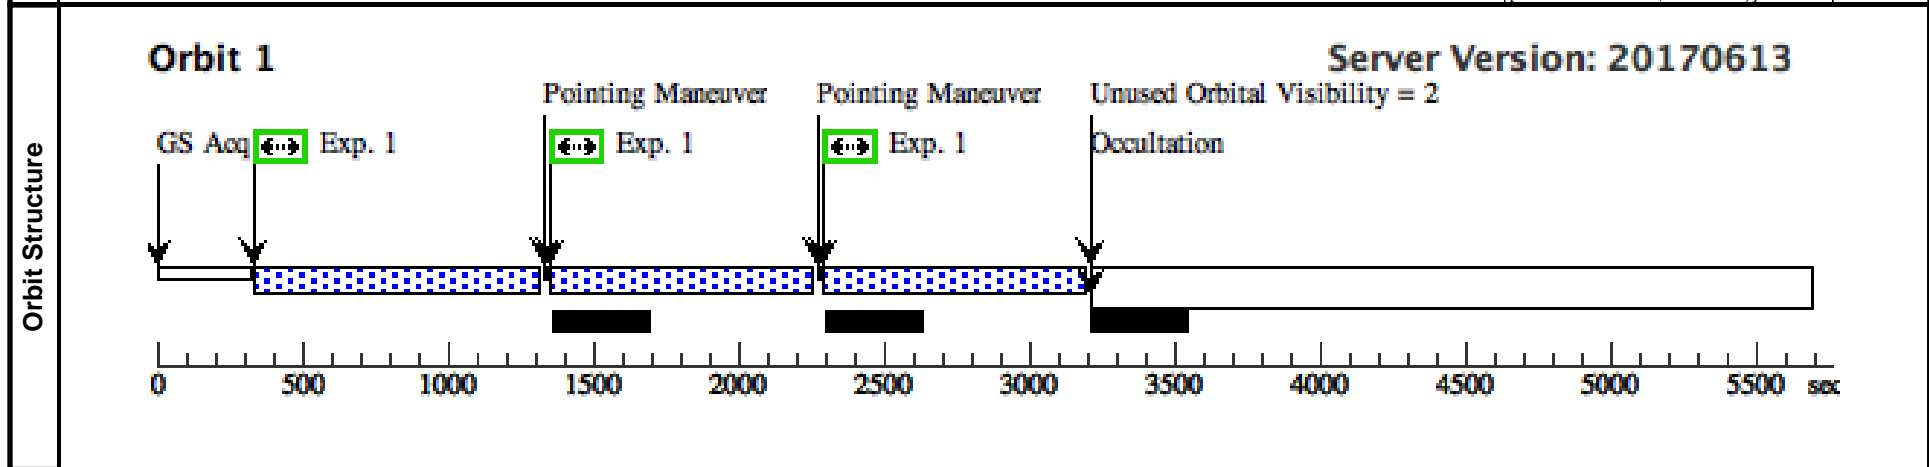 Orbit Structure
Orbit 1
Server Version: 20170613
Pointing Maneuver
Pointing Maneuver
Unused Orbital Visibility = 2
GS Acq
Exp. 1
Exp. 1
Exp. 1
Occultation
0 500 1000 1500 2000 2500 3000 3500 4000 4500 5000 5500 sec